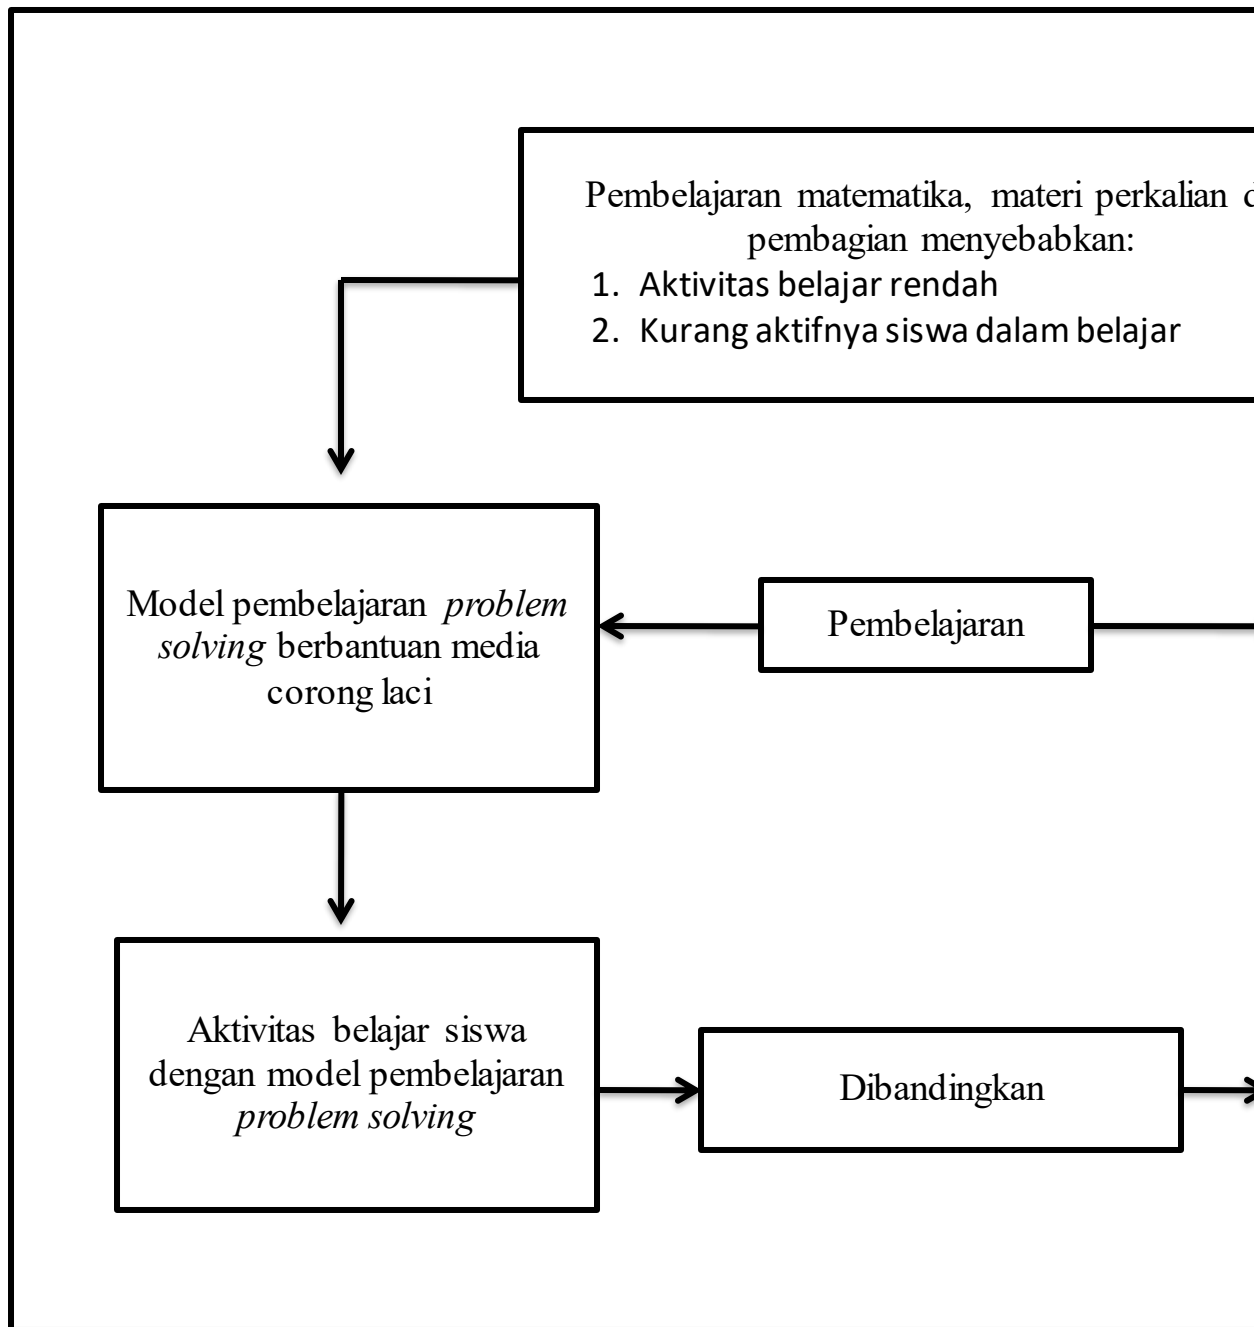 Pembelajaran matematika, materi perkalian
pembagian menyebabkan:
1. Aktivitas belajar rendah
2. Kurang aktifnya siswa dalam belajar
Model pembelajaran problem
solving berbantuan media
corong laci
Pembelajaran
Aktivitas belajar siswa
dengan model pembelajaran
problem solving
Dibandingkan